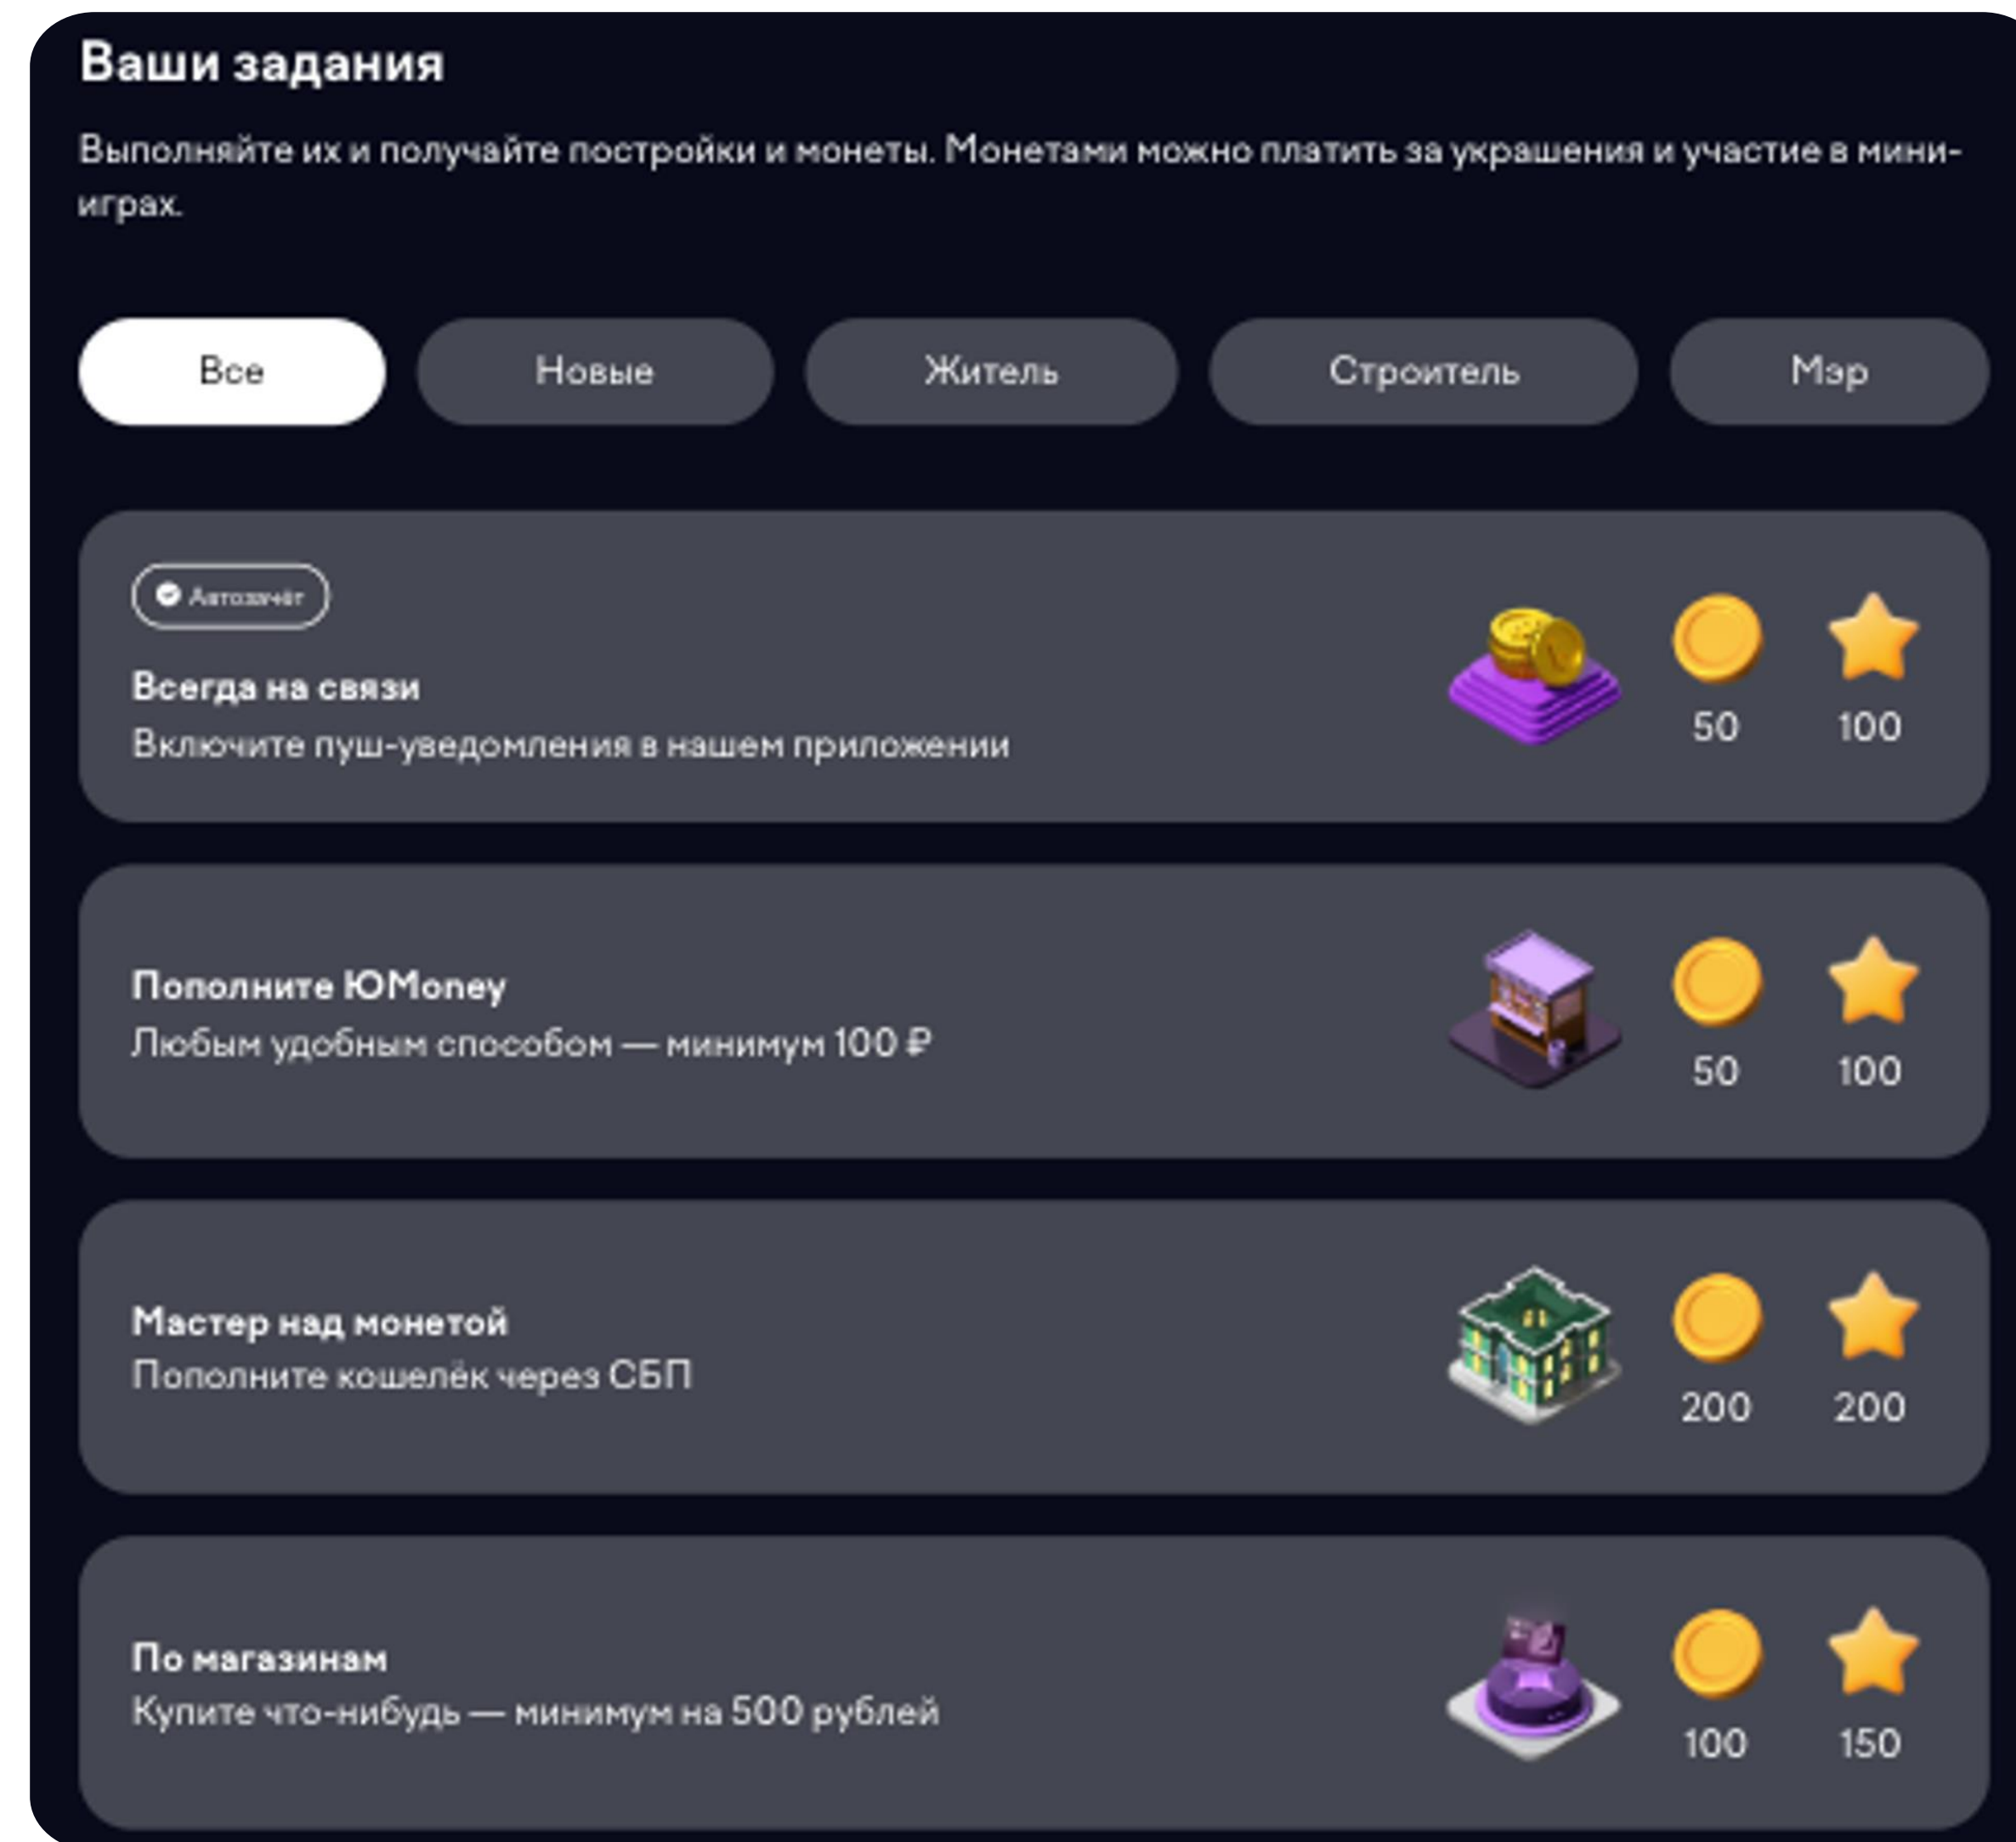 Ваши задания
Выполняйте их и получайте постройки и монеты. Монетами можно платить за украшения и участие в мини-
играх.
Все
Новые
Житель
Строитель
Мэр
Автозачёт
Всегда на связи
Включите пуш-уведомления в нашем приложении
50
100
Пополните ЮMoney
Любым удобным способом — минимум 100 ₽
50
100
Мастер над монетой
Пополните кошелёк через СБП
200
200
По магазинам
Купите что-нибудь — минимум на 500 рублей
100
150